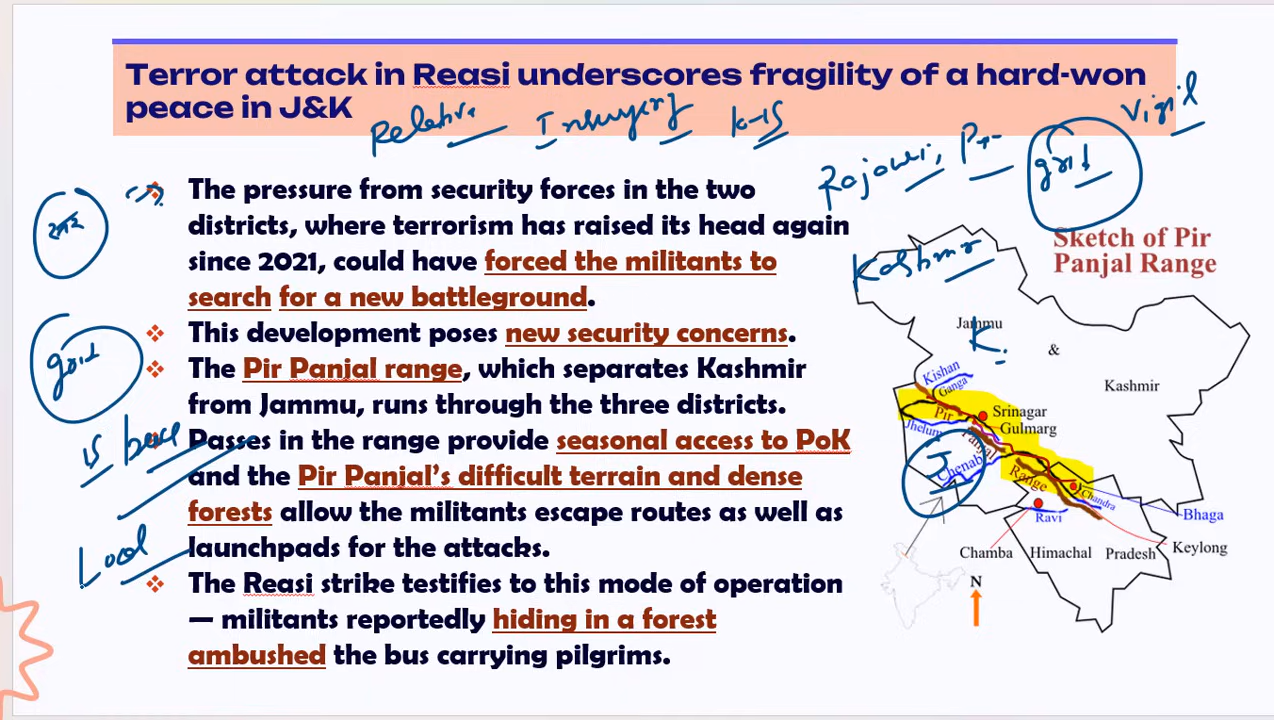 Terror attack in Reasi underscores fragility of a hard-won
peace in J&K
Relative Insurgency K-IS
Rajouri,
grid
Vigil
The pressure from security forces in the two
districts, where terrorism has raised its head again
since 2021, could have forced the militants to
search for a new battleground.
This development poses new security concerns.
The Pir Panjal range, which separates Kashmir
from Jammu, runs through the three districts.
Passes in the range provide seasonal access to PoK
and the Pir Panjal's difficult terrain and dense
forests allow the militants escape routes as well as
launchpads for the attacks.
The Reasi strike testifies to this mode of operation
— militants reportedly hiding in a forest
ambushed the bus carrying pilgrims.
grid
Local
Sketch of Pir
Panjal Range
Kashmir
Jammu
K
&
Kashmir
Kishan
Ganga
Srinagar
Gulmarg
Pir
Jhelum
Panjal
J
Chenab
Range
Chandra
Ravi
Bhaga
Chamba
Himachal
Pradesh
Keylong
N